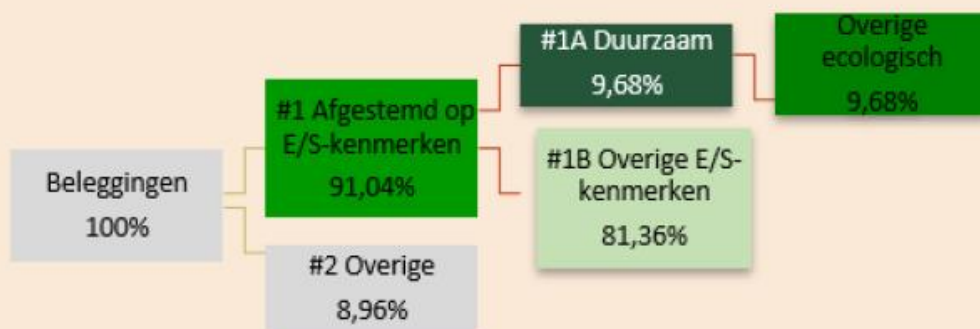 Beleggingen
100%
#1 Afgestemd op
E/S-kenmerken
91,04%
#2 Overige
8,96%
#1A Duurzaam
9,68%
#1B Overige E/S-
kenmerken
81,36%
Overige
ecologisch
9,68%